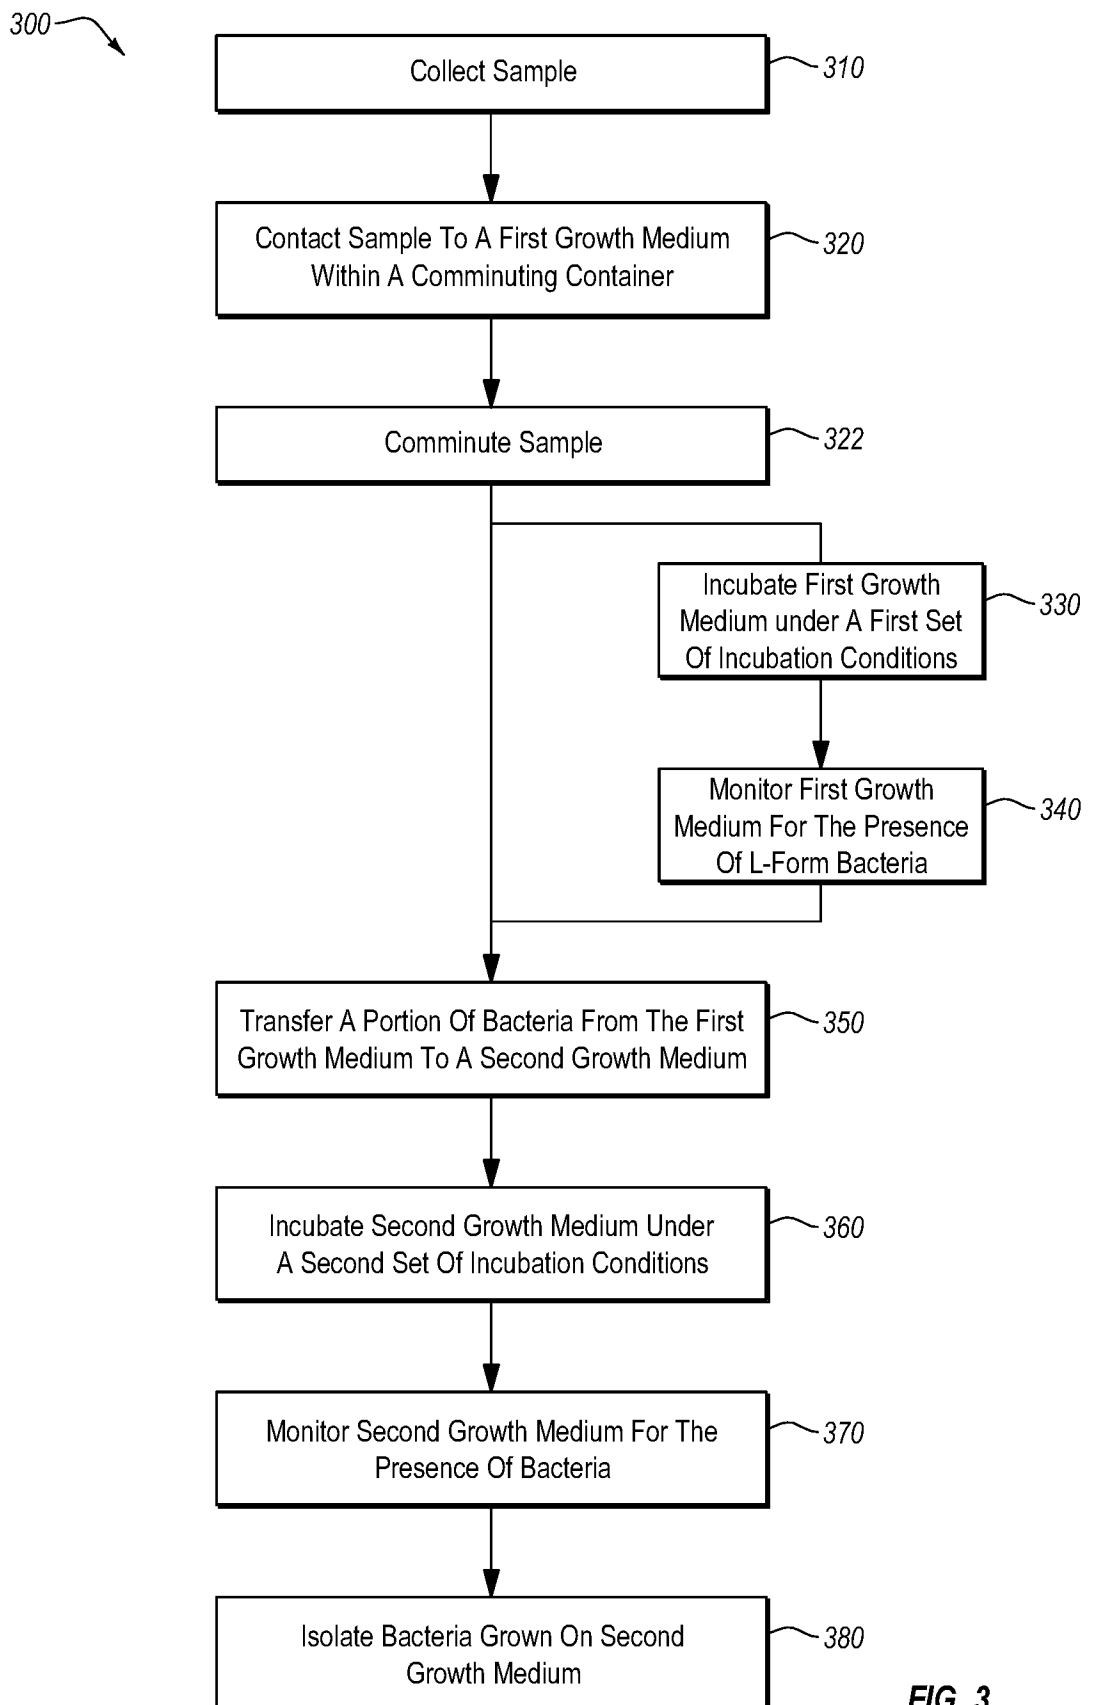 300
Collect Sample
310
Contact Sample To A First Growth Medium
Within A Comminuting Container
320
Comminute Sample
322
Incubate First Growth
Medium under A First Set
Of Incubation Conditions
330
Monitor First Growth
Medium For The Presence
Of L-Form Bacteria
340
Transfer A Portion Of Bacteria From The First
Growth Medium To A Second Growth Medium
350
Incubate Second Growth Medium Under
A Second Set Of Incubation Conditions
360
Monitor Second Growth Medium For The
Presence Of Bacteria
370
Isolate Bacteria Grown On Second
Growth Medium
380
FIG. 3